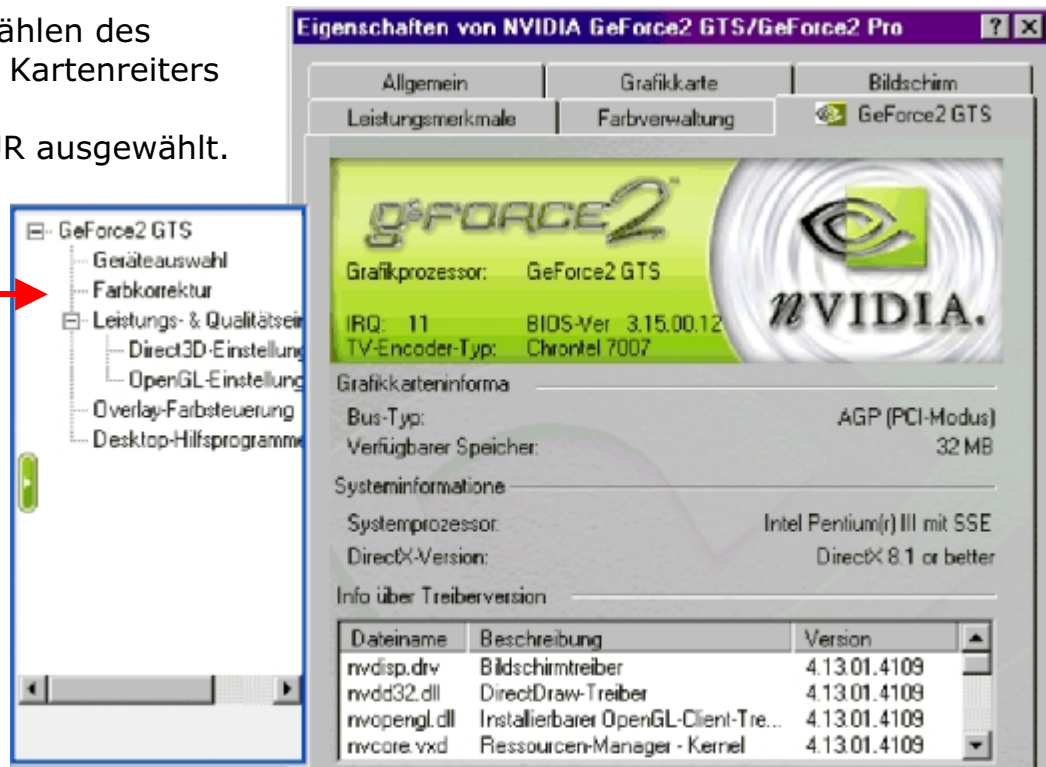 ählen des
Kartenreiters
UR ausgewählt.
GeForce2 GTS
Geräteauswahl
Farbkorrektur
Leistungs- & Qualitätsein
Direct3D-Einstellung
OpenGL-Einstellung
Overlay-Farbsteuerung
Desktop-Hilfsprogramme
Eigenschaften von NVIDIA GeForce2 GTS/GeForce2 Pro
Allgemein Grafikkarte Bildschirm
Leistungsmerkmale Farbverwaltung GeForce2 GTS
GeFORCE2
Grafikprozessor: GeForce2 GTS
IRQ: 11 BIOS-Ver 3.15.00.12
TV-Encoder-Typ: Chrontel 7007
nVIDIA.
Grafikkarteninforma
Bus-Typ: AGP (PCI-Modus)
Verfügbarer Speicher: 32 MB
Systeminformatione
Systemprozessor: Intel Pentium(r) III mit SSE
DirectX-Version: DirectX 8.1 or better
Info über Treiberversion
Dateiname Beschreibung Version
nvdisp.drv Bildschirmtreiber 4.13.01.4109
nvdd32.dll DirectDraw-Treiber 4.13.01.4109
nvopengl.dll Installierbarer OpenGL-Client-Tre... 4.13.01.4109
nvcore.vxd Ressourcen-Manager - Kernel 4.13.01.4109